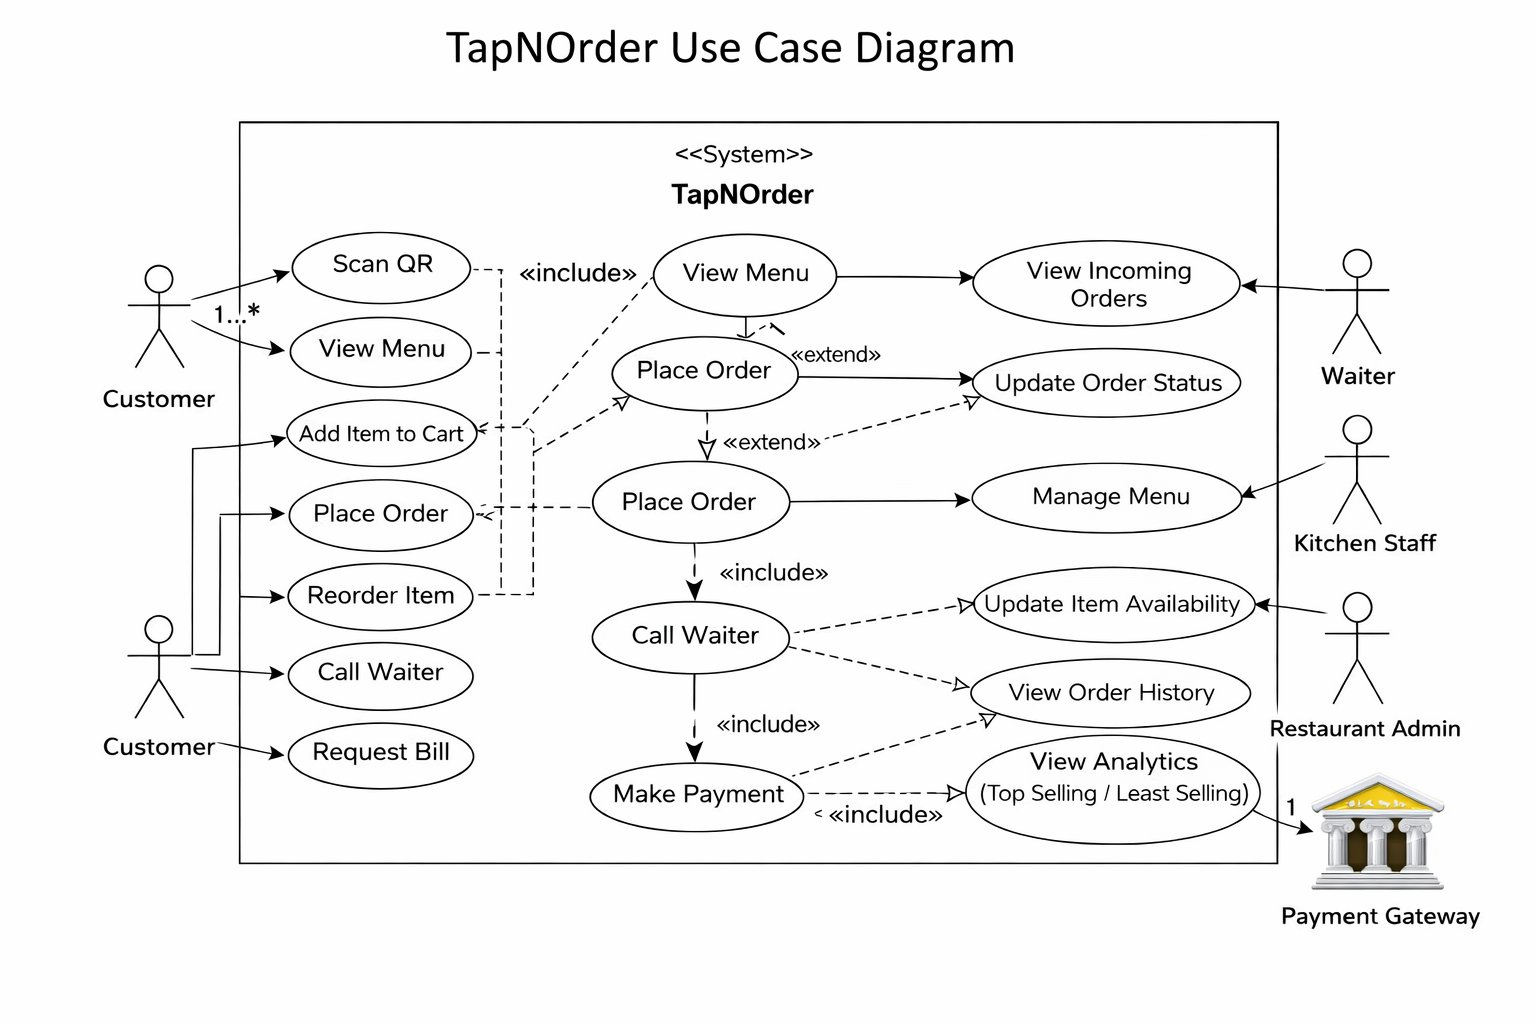 TapNOrder Use Case Diagram
<<System>>
TapNOrder
Scan QR
«include»
View Menu
View Incoming
Orders
1...*
View Menu
Customer
Place Order
«extend»
Update Order Status
Waiter
Add Item to Cart
«extend»
Place Order
Place Order
Manage Menu
Kitchen Staff
«include»
Reorder Item
Call Waiter
Update Item Availability
Call Waiter
View Order History
Customer
«include»
Restaurant Admin
Request Bill
Make Payment
View Analytics
(Top Selling / Least Selling)
< «include»
1
Payment Gateway